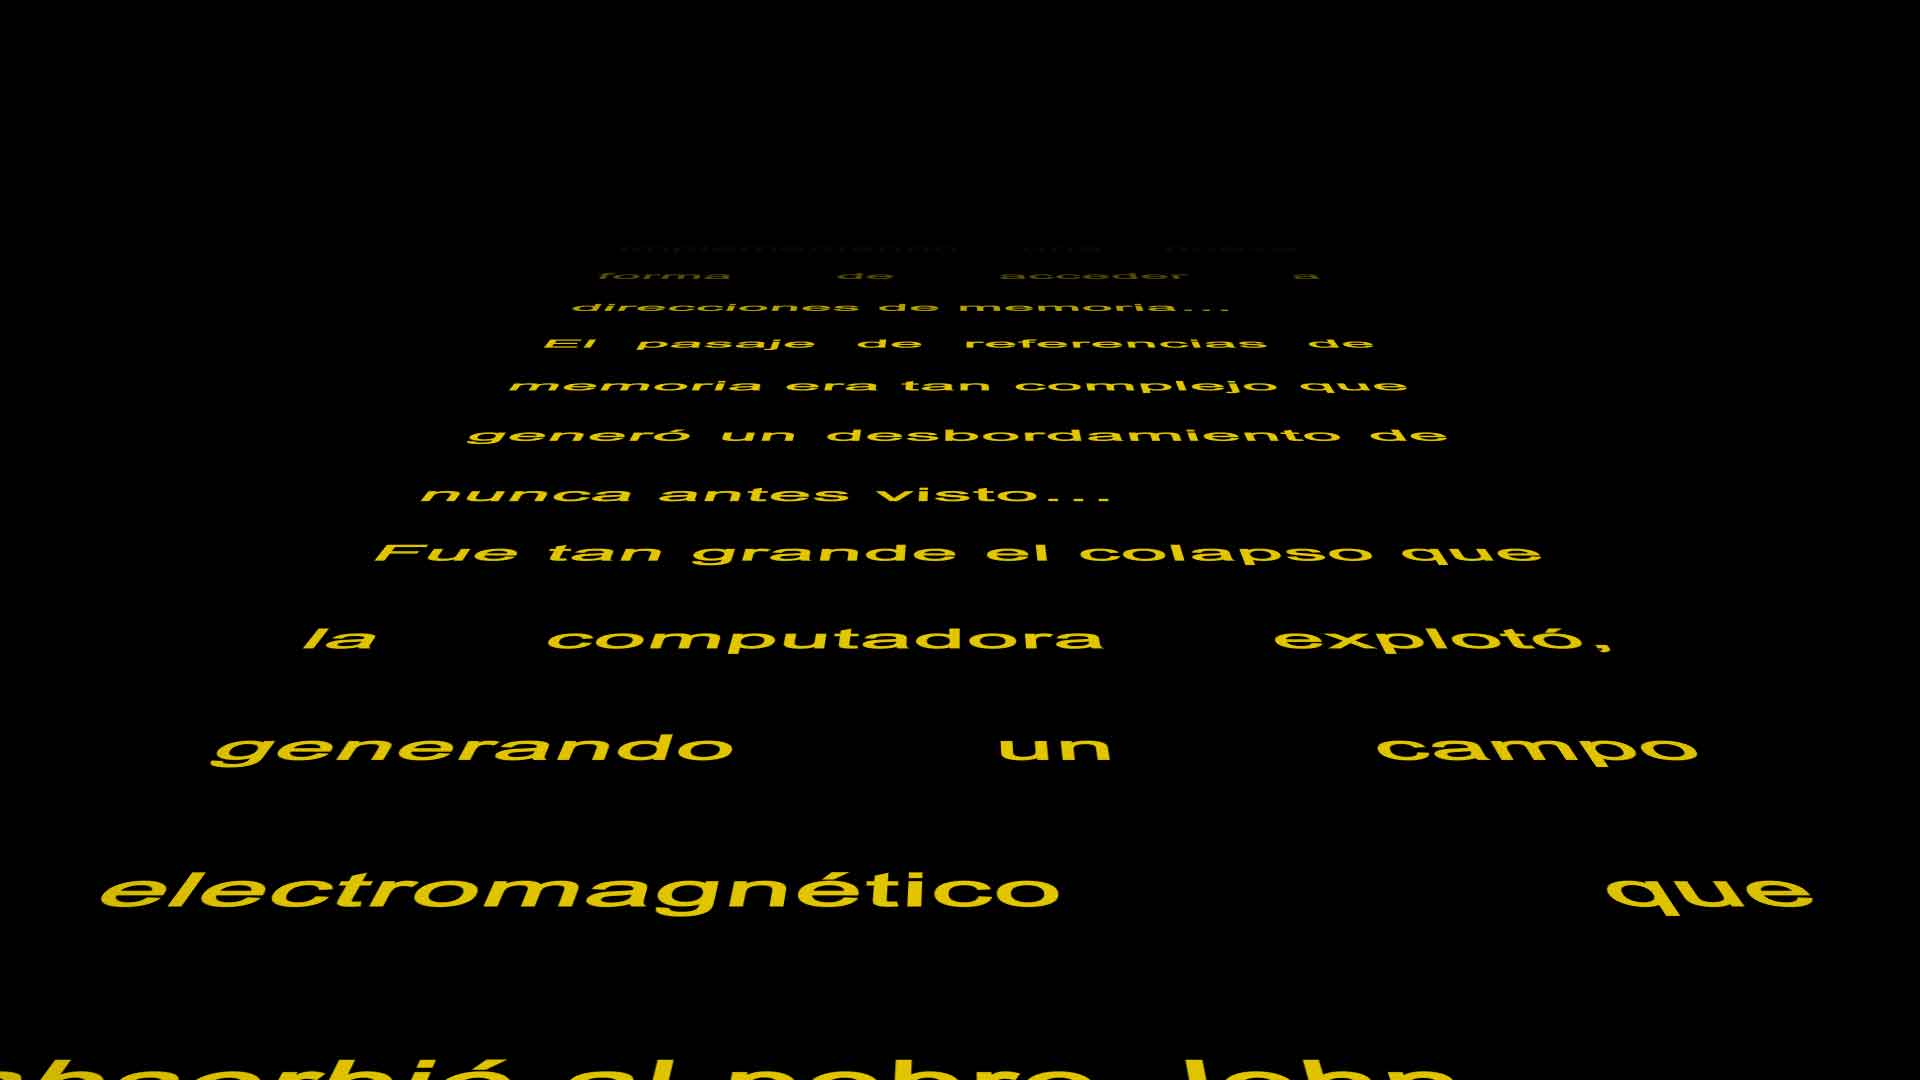 implementando una nueva
forma de acceder a
direcciones de memoria...
El pasaje de referencias de
memoria era tan complejo que
generó un desbordamiento de
nunca antes visto...
Fue tan grande el colapso que
la computadora explotó,
generando un campo
electromagnético que
absorbió al pobre John